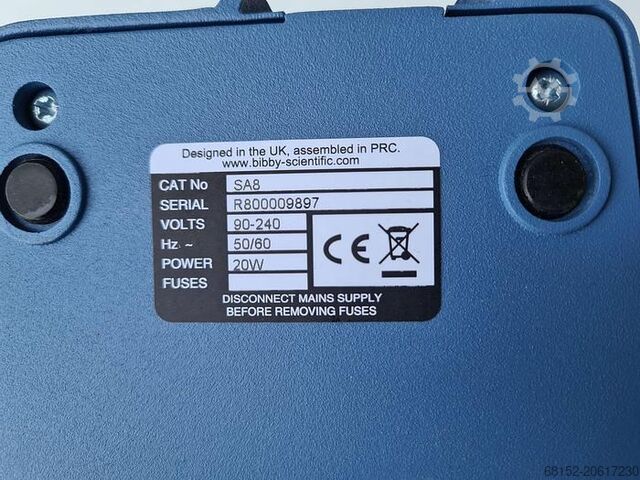 Designed in the UK, assembled in PRC.
www.bibby-scientific.com
CAT No SA8
SERIAL R800009897
VOLTS 90-240
Hz ~ 50/60
POWER 20W
FUSES
CE
DISCONNECT MAINS SUPPLY
BEFORE REMOVING FUSES
68152-20617230